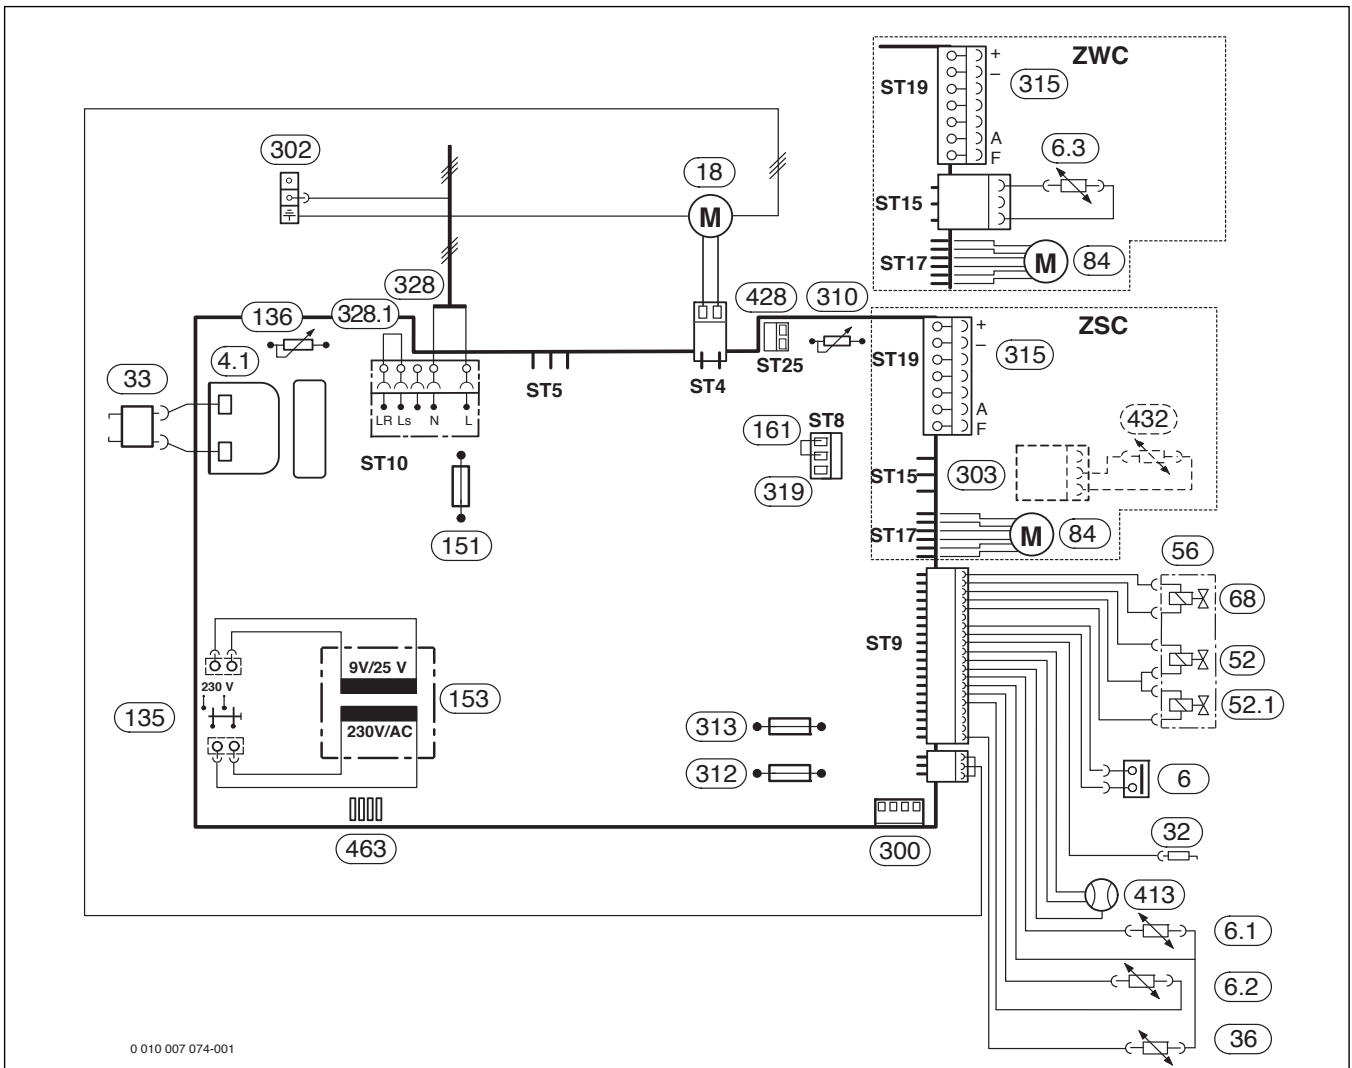 ZWC
+
–
ST19
315
A
F
6.3
ST15
ST17
M
84
302
18
M
328
428
310
136
328.1
ZSC
+
–
ST19
315
4.1
33
ST5
ST4
ST25
LR Ls N L
ST10
A
F
432
161
ST8
319
ST15
303
151
ST17
M
84
56
68
ST9
52
52.1
9V/25 V
230 V
153
135
230V/AC
313
312
6
463
300
32
413
6.1
6.2
36
0 010 007 074-001